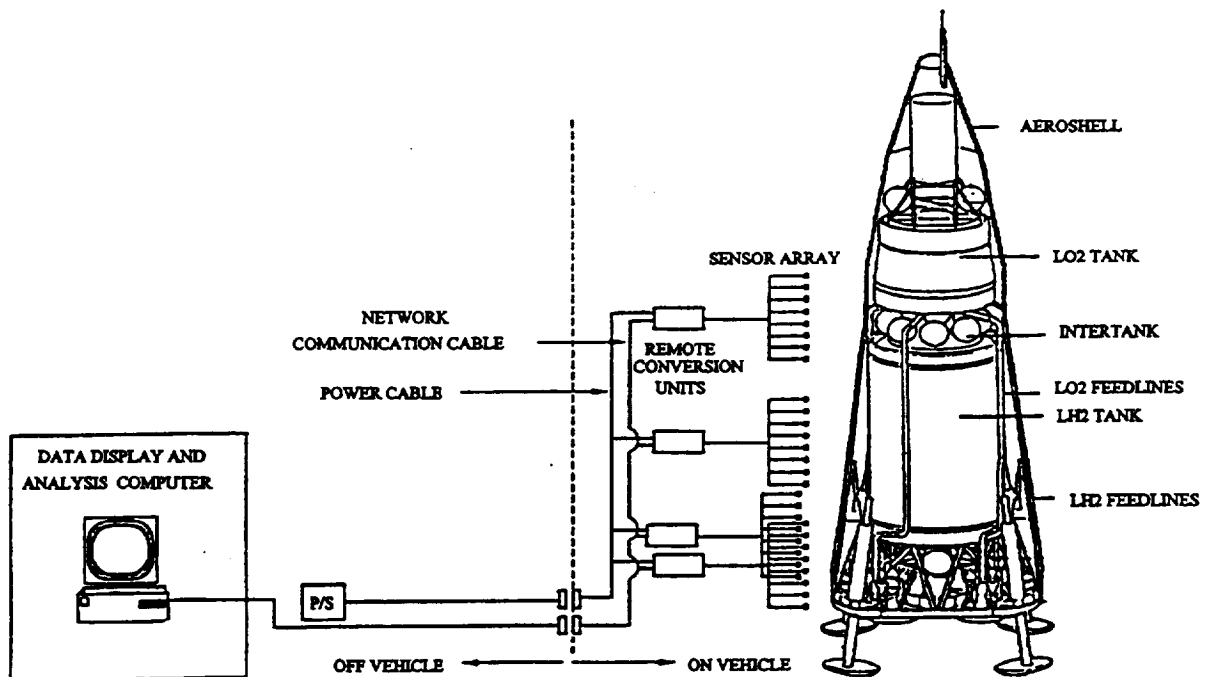 AEROSHELL
LO2 TANK
SENSOR ARRAY
NETWORK
COMMUNICATION CABLE
INTERTANK
REMOTE
CONVERSION
UNITS
POWER CABLE
LO2 FEEDLINES
LH2 TANK
DATA DISPLAY AND
ANALYSIS COMPUTER
LH2 FEEDLINES
P/S
OFF VEHICLE
ON VEHICLE